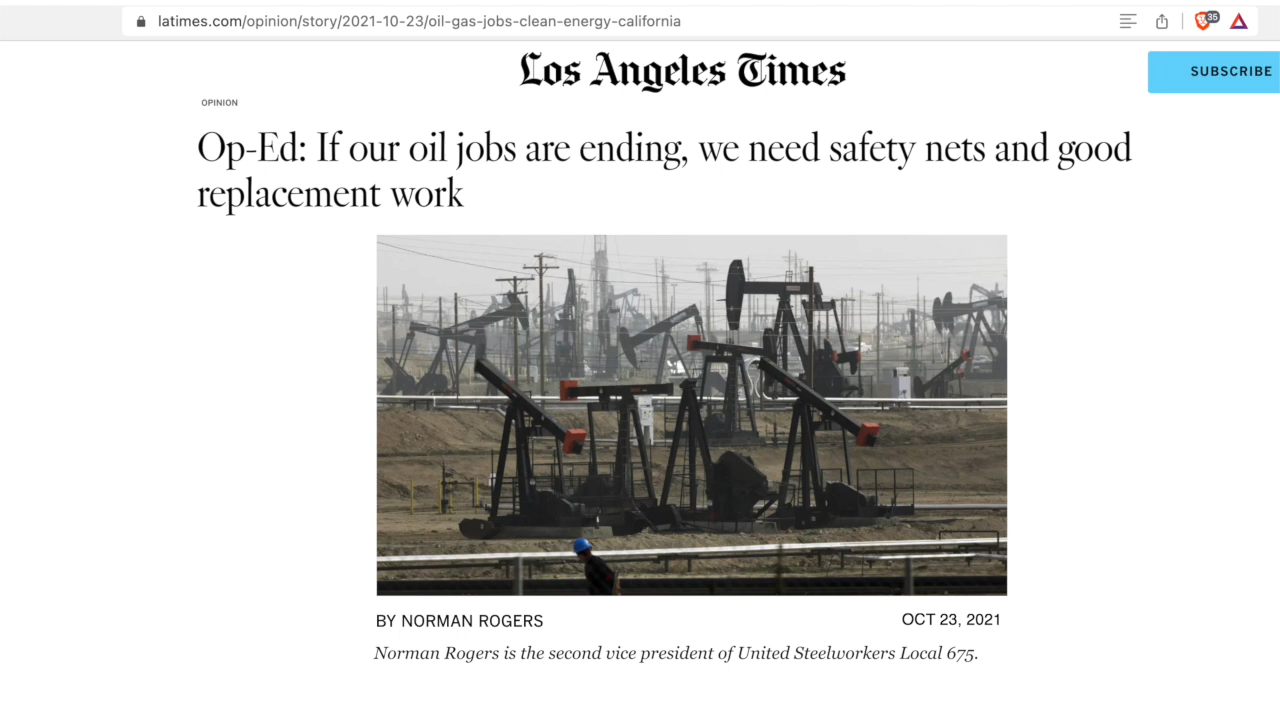 latimes.com/opinion/story/2021-10-23/oil-gas-jobs-clean-energy-california
35
Los Angeles Times
SUBSCRIBE
OPINION
Op-Ed: If our oil jobs are ending, we need safety nets and good
replacement work
BY NORMAN ROGERS
OCT 23, 2021
Norman Rogers is the second vice president of United Steelworkers Local 675.